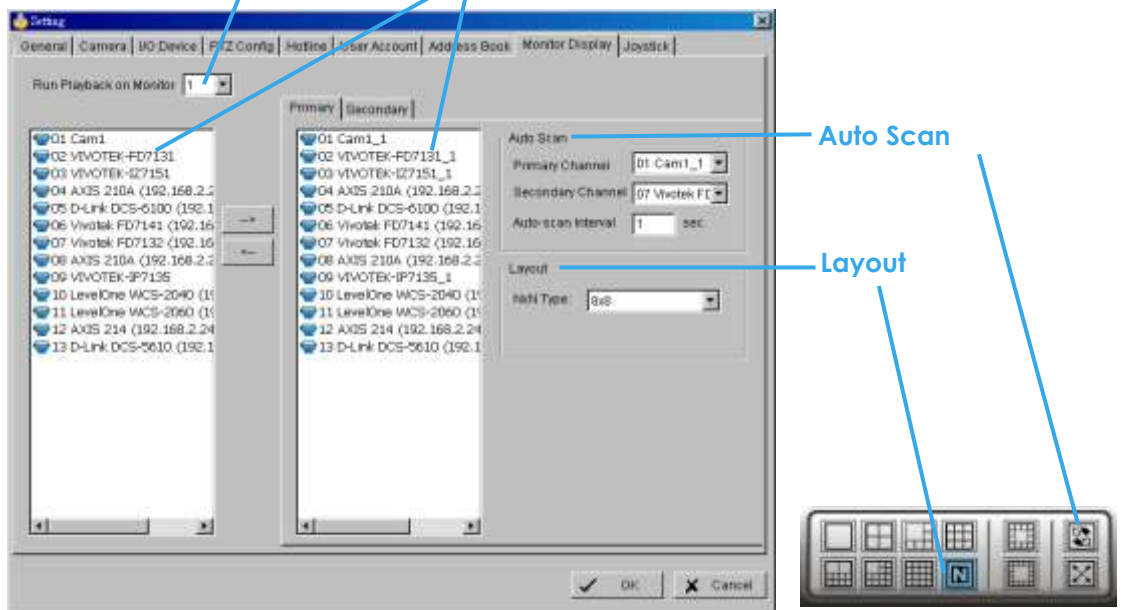 Setting
General Camera I/O Device PTZ Config Hotline User Account Address Book Monitor Display Joystick
Run Playback on Monitor 1
Primary Secondary
01 Cam1
02 VIVOTEK-FD7131
03 VIVOTEK-IZ7151
04 AXIS 210A (192.168.2.2
05 D-Link DCS-6100 (192.1
06 Vivotek FD7141 (192.16
07 Vivotek FD7132 (192.16
08 AXIS 210A (192.168.2.2
09 VIVOTEK-IP7135
10 LevelOne WCS-2040 (19
11 LevelOne WCS-2060 (19
12 AXIS 214 (192.168.2.24
13 D-Link DCS-5610 (192.1
01 Cam1_1
02 VIVOTEK-FD7131_1
03 VIVOTEK-IZ7151_1
04 AXIS 210A (192.168.2.2
05 D-Link DCS-6100 (192.1
06 Vivotek FD7141 (192.16
07 Vivotek FD7132 (192.16
08 AXIS 210A (192.168.2.2
09 VIVOTEK-IP7135_1
10 LevelOne WCS-2040 (19
11 LevelOne WCS-2060 (19
12 AXIS 214 (192.168.2.24
13 D-Link DCS-5610 (192.1
Auto Scan
Primary Channel 01 Cam1_1
Secondary Channel 07 Vivotek FD
Auto-scan Interval 1 sec
Layout
NxN Type: 8x8
OK Cancel
Auto Scan
Layout
N